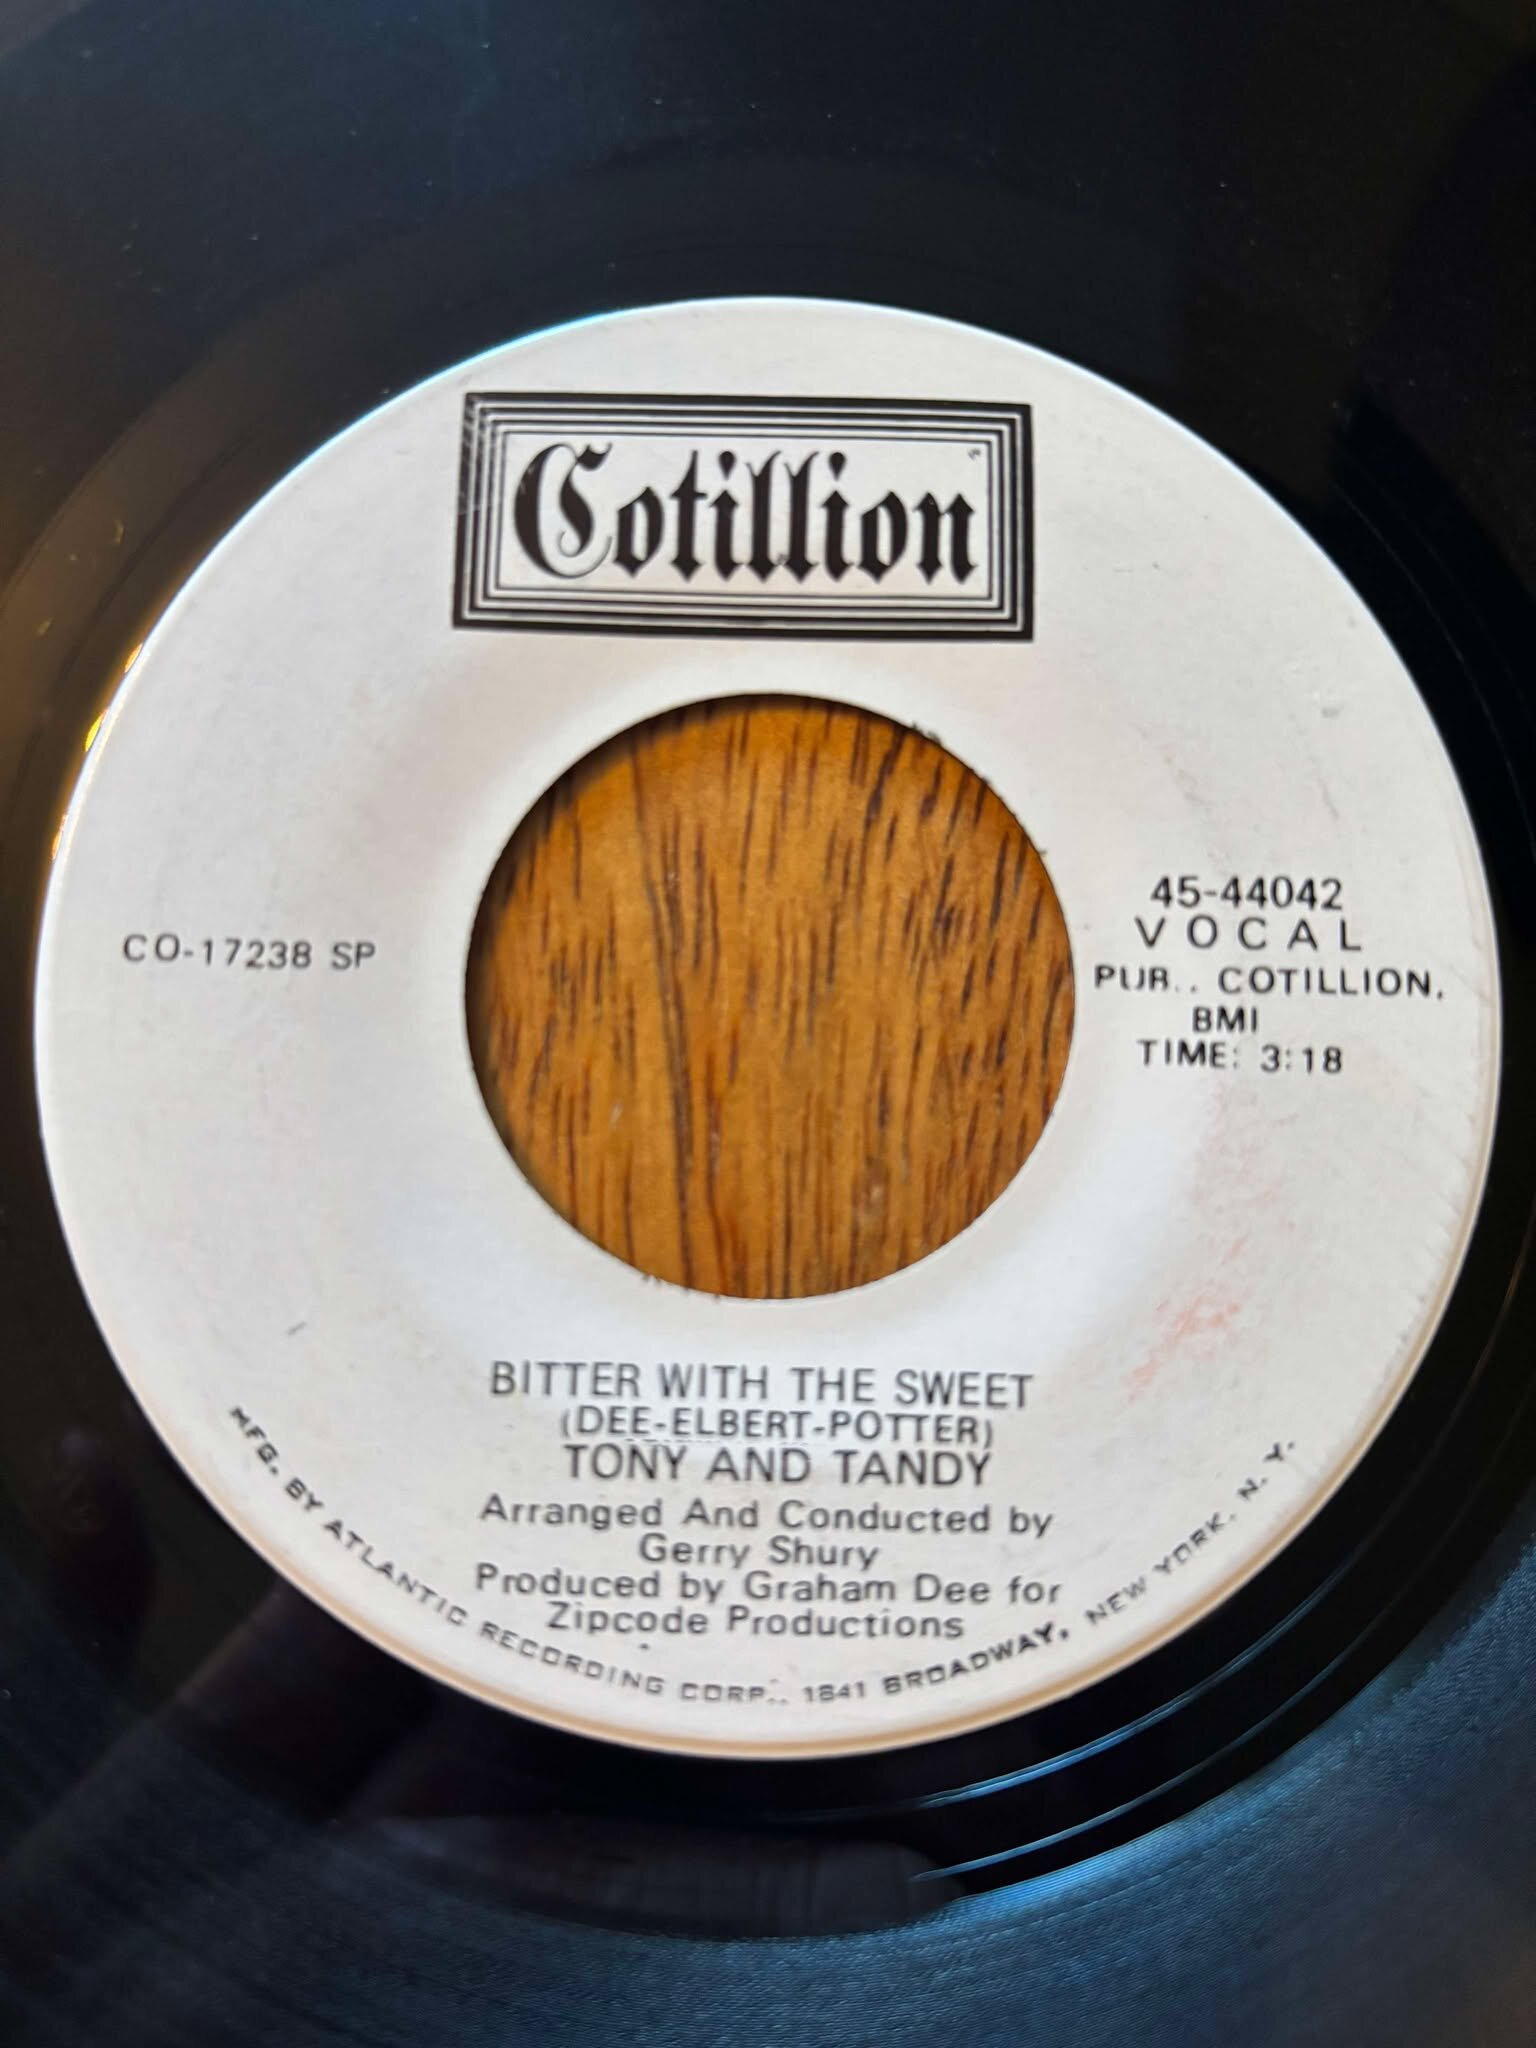 Cotillion
CO-17238 SP
45-44042
VOCAL
PUB., COTILLION,
BMI
TIME: 3:18
BITTER WITH THE SWEET
(DEE-ELBERT-POTTER)
TONY AND TANDY
Arranged And Conducted by
Gerry Shury
Produced by Graham Dee for
Zipcode Productions
MFG. BY ATLANTIC RECORDING CORP., 1841 BROADWAY, NEW YORK, N. Y.